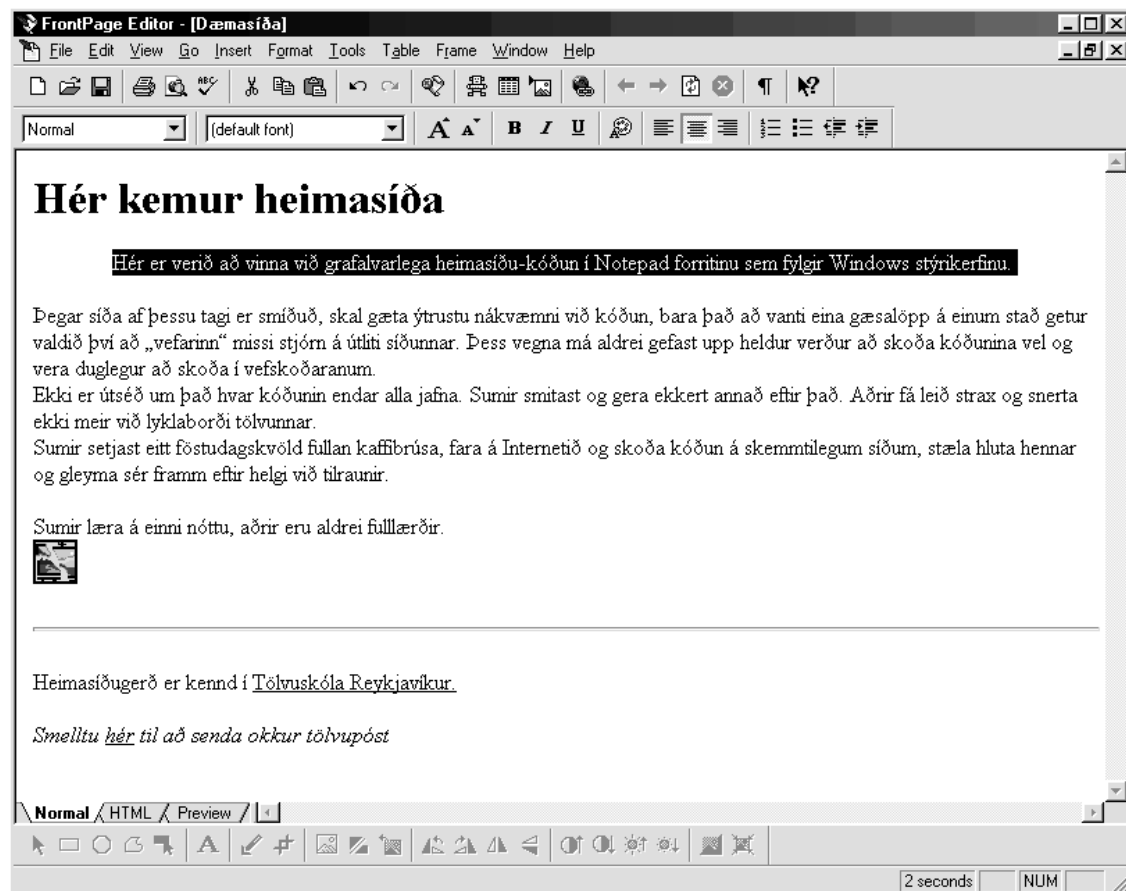 FrontPage Editor - [Dæmasíða]
File Edit View Go Insert Format Tools Table Frame Window Help
ABC
Normal (default font) A A B I U
Hér kemur heimasíða
Hér er verið að vinna við grafalvarlega heimasíðu-kóðun í Notepad forritinu sem fylgir Windows stýrikerfinu.
Þegar síða af þessu tagi er smíðuð, skal gæta ýtrustu nákvæmni við kóðun, bara það að vanti eina gæsalöpp á einum stað getur
valdið því að „vefarinn“ missi stjórn á útliti síðunnar. Þess vegna má aldrei gefast upp heldur verður að skoða kóðunina vel og
vera duglegur að skoða í vefskoðaranum.
Ekki er útséð um það hvar kóðunin endar alla jafna. Sumir smitast og gera ekkert annað eftir það. Aðrir fá leið strax og snerta
ekki meir við lyklaborði tölvunnar.
Sumir setjast eitt föstudagskvöld fullan kaffibrúsa, fara á Internetið og skoða kóðun á skemmtilegum síðum, stæla hluta hennar
og gleyma sér framm eftir helgi við tilraunir.
Sumir læra á einni nóttu, aðrir eru aldrei fulllærðir.
Heimasíðugerð er kennd í Tölvuskóla Reykjavíkur.
Smelltu hér til að senda okkur tölvupóst
Normal HTML Preview
A
2 seconds NUM